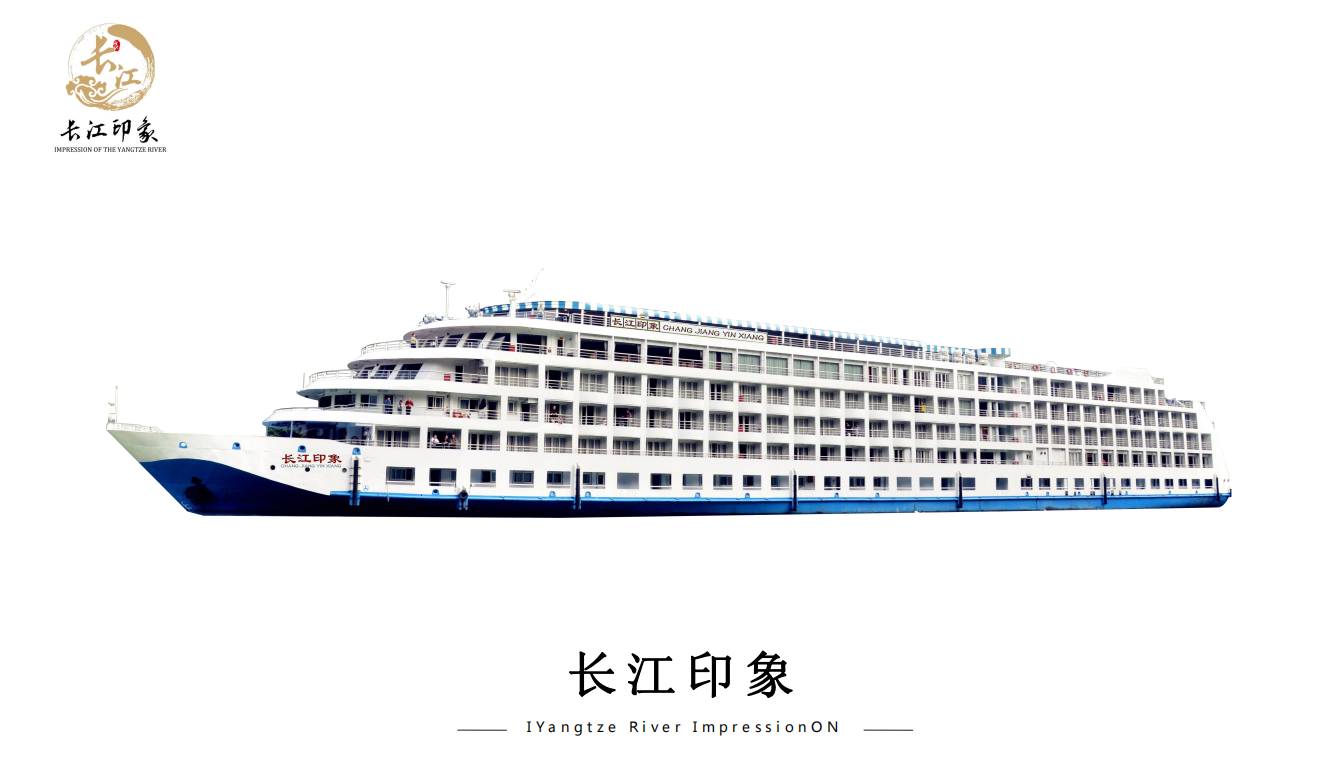 长江
长江印象
IMPRESSION OF THE YANGTZE RIVER
长江印象 CHANG JIANG YIN XIANG
长江印象
CHANG JIANG YIN XIANG
长江印象
IYangtze River ImpressionON